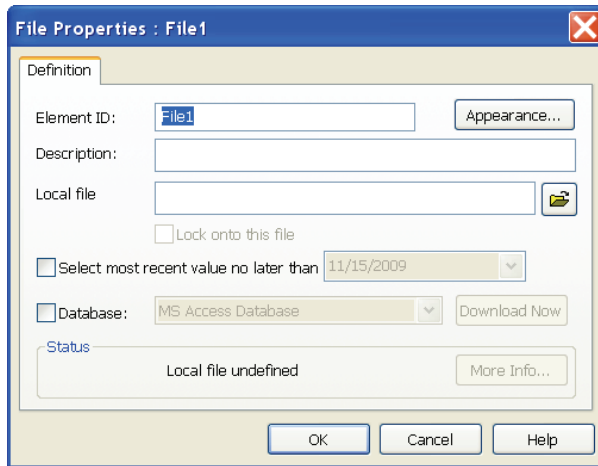 File Properties : File1
Definition
Element ID: File1 Appearance...
Description:
Local file
Lock onto this file
Select most recent value no later than 11/15/2009
Database: MS Access Database Download Now
Status
Local file undefined More Info...
OK Cancel Help